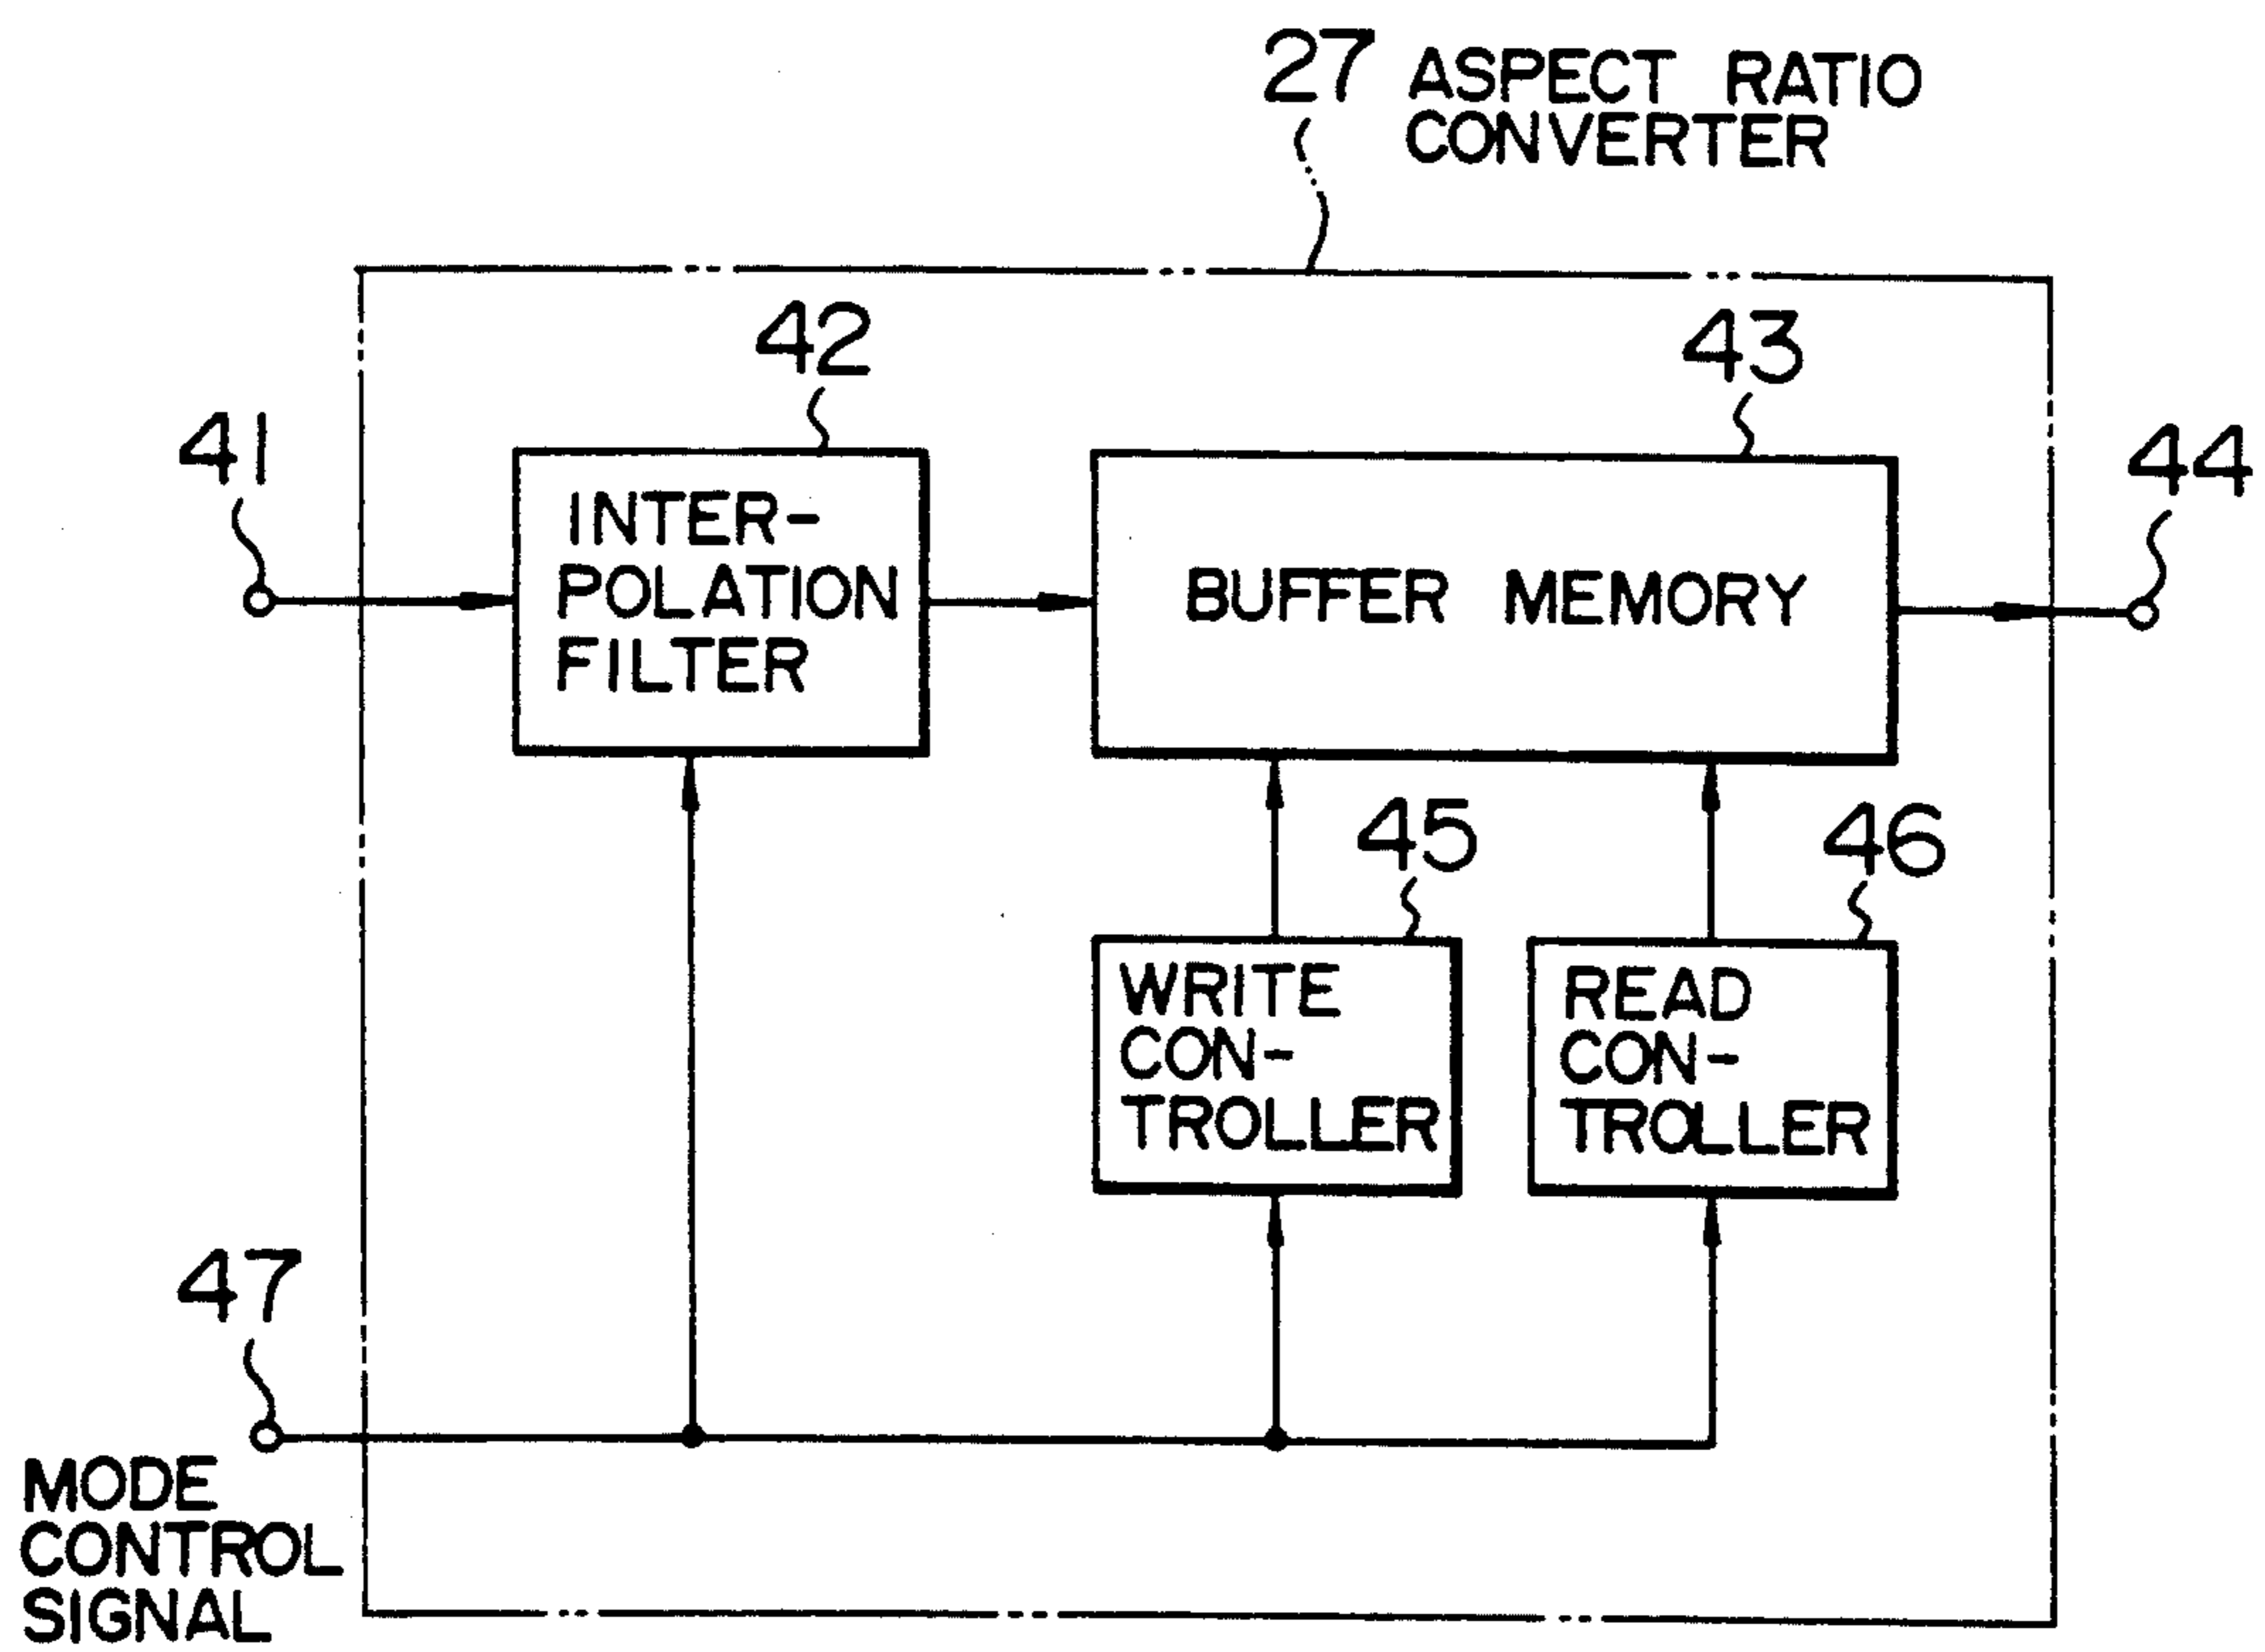 27 ASPECT RATIO
CONVERTER
42
43
41
44
INTER-
POLATION
FILTER
BUFFER MEMORY
45
46
WRITE
CON-
TROLLER
READ
CON-
TROLLER
47
MODE
CONTROL
SIGNAL